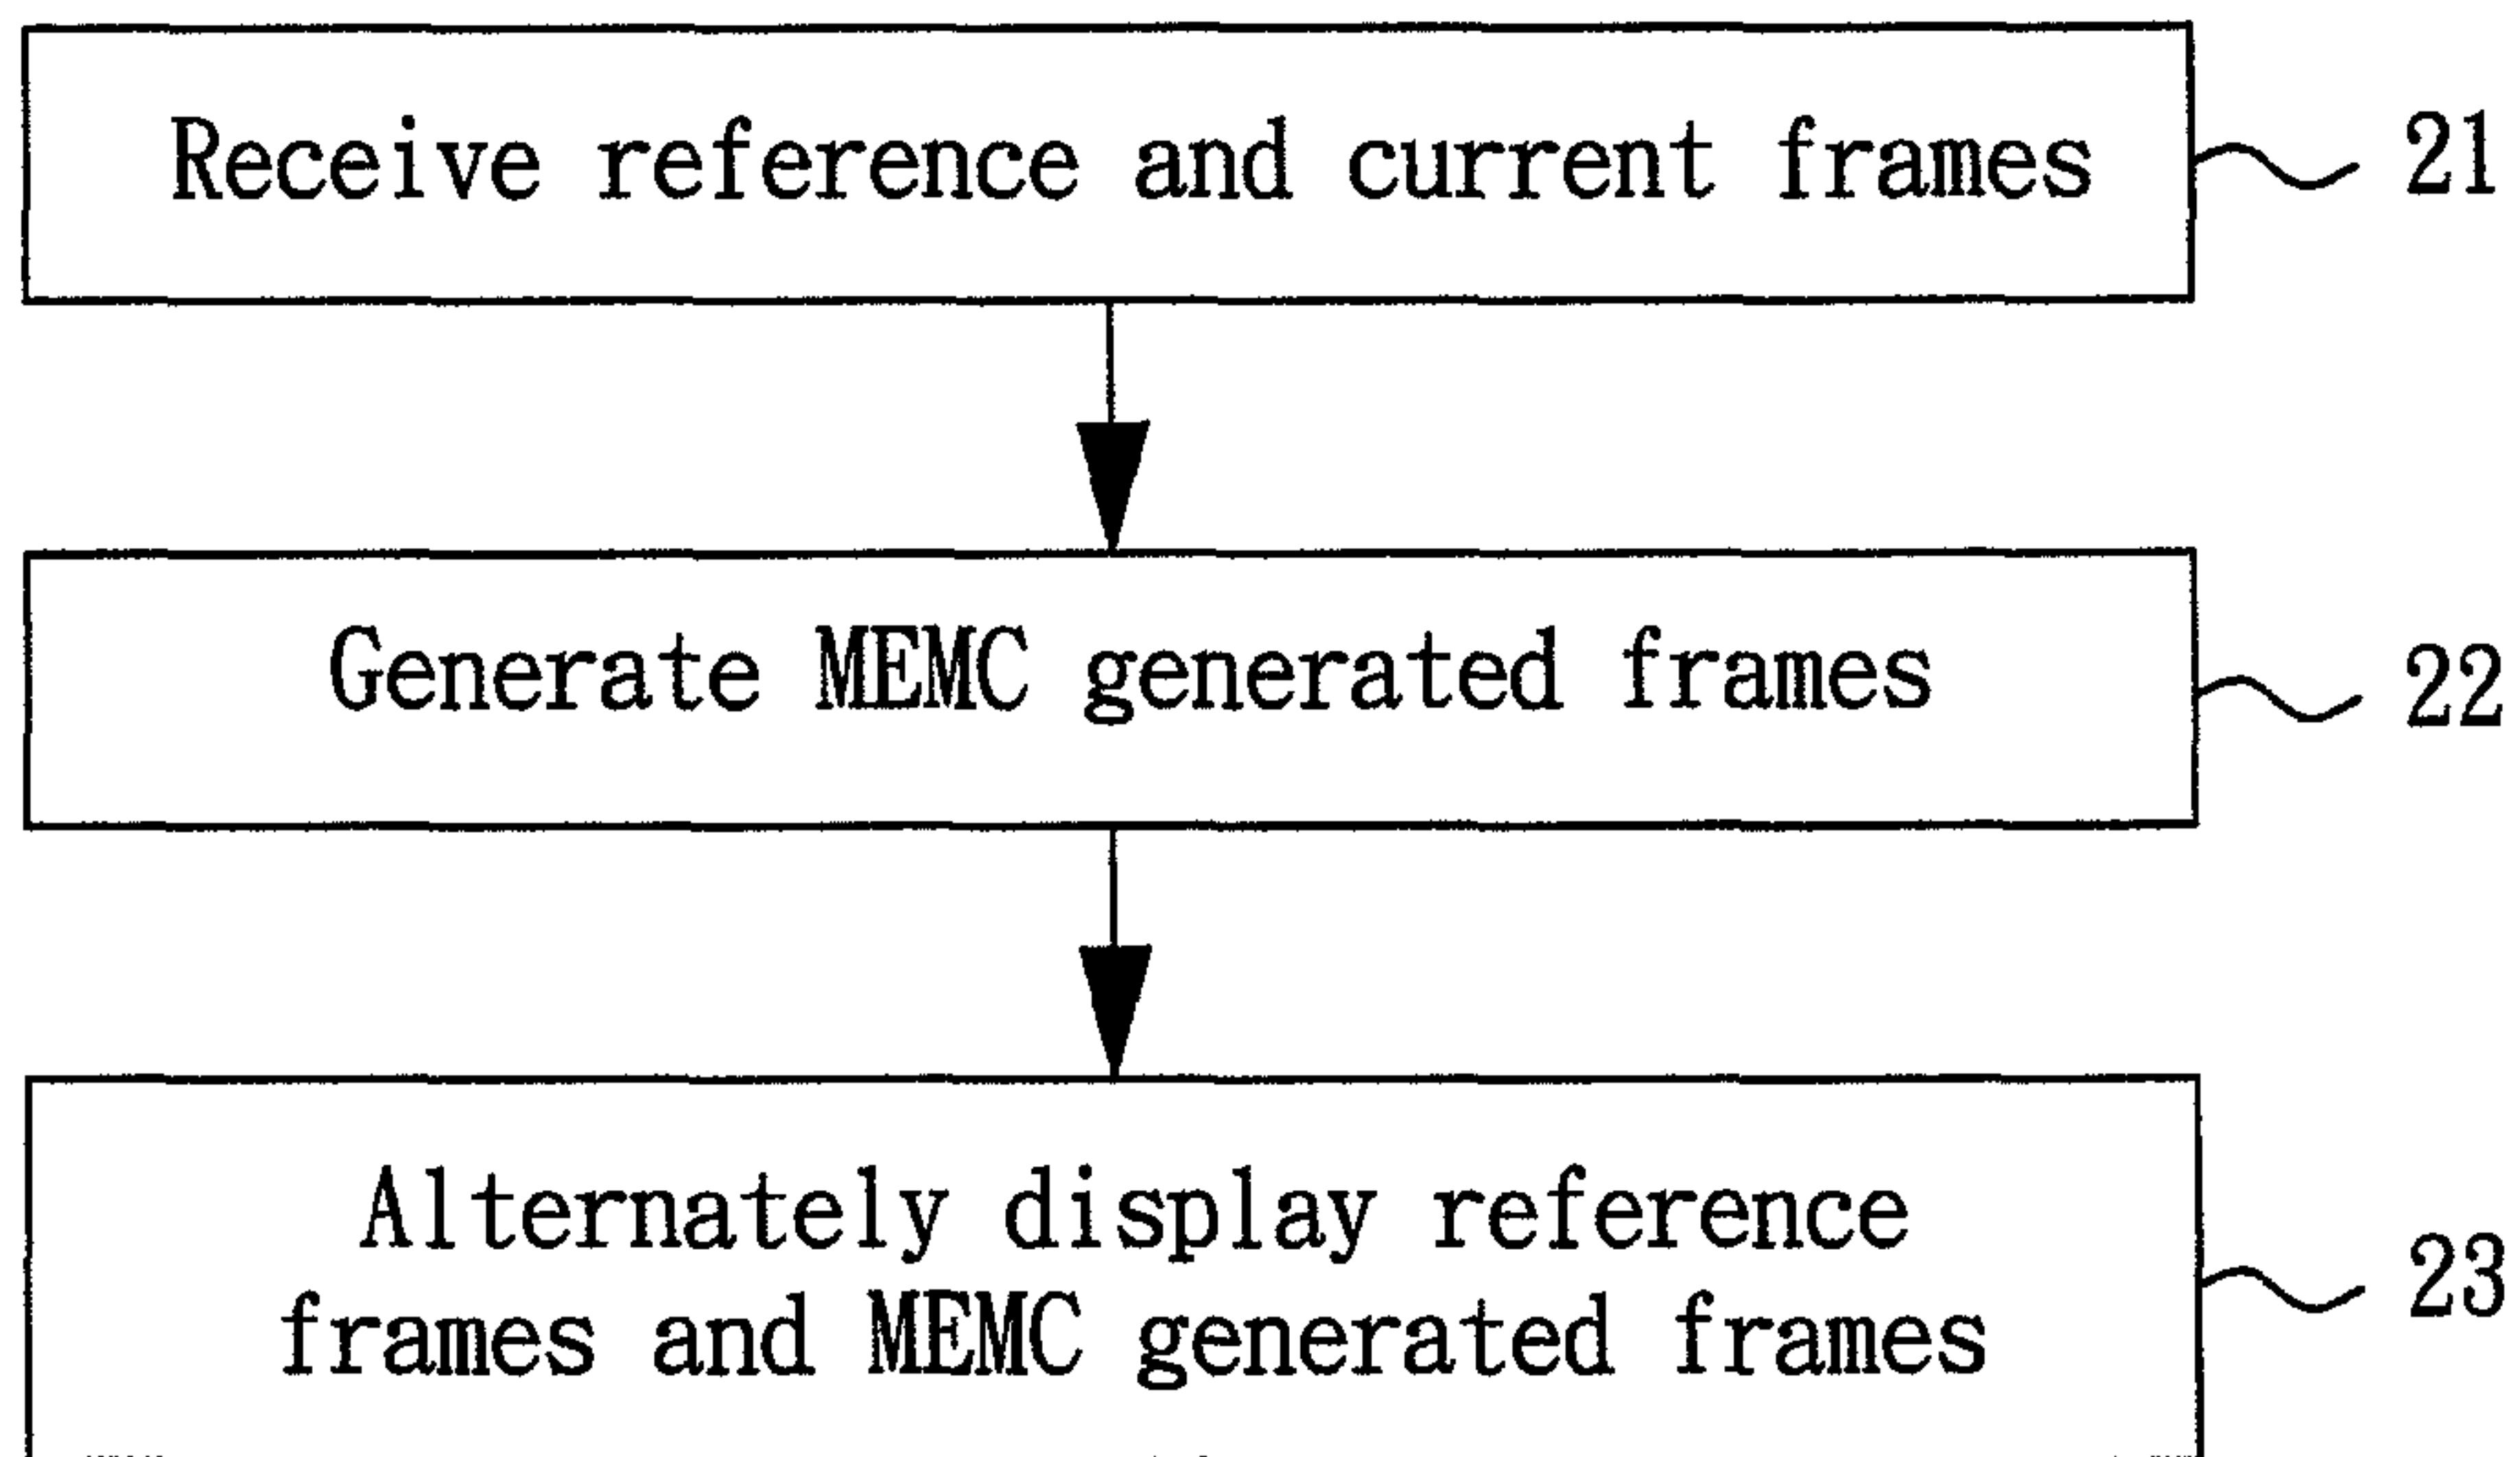 Receive reference and current frames
21
Generate MEMC generated frames
22
Alternately display reference
frames and MEMC generated frames
23